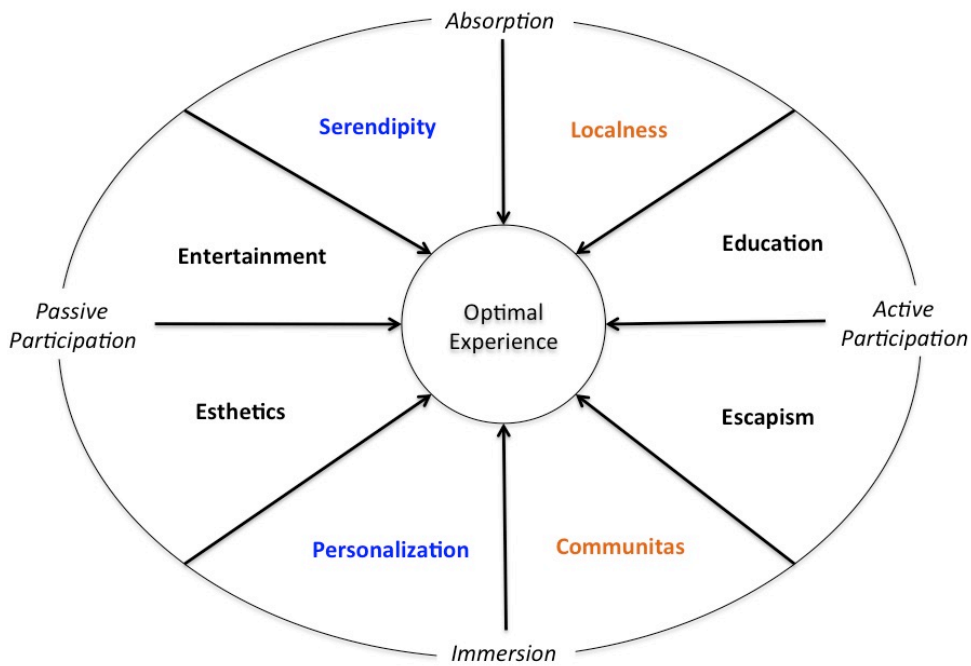 Absorption
Serendipity
Localness
Entertainment
Education
Passive
Participation
Optimal
Experience
Active
Participation
Esthetics
Escapism
Personalization
Communitas
Immersion